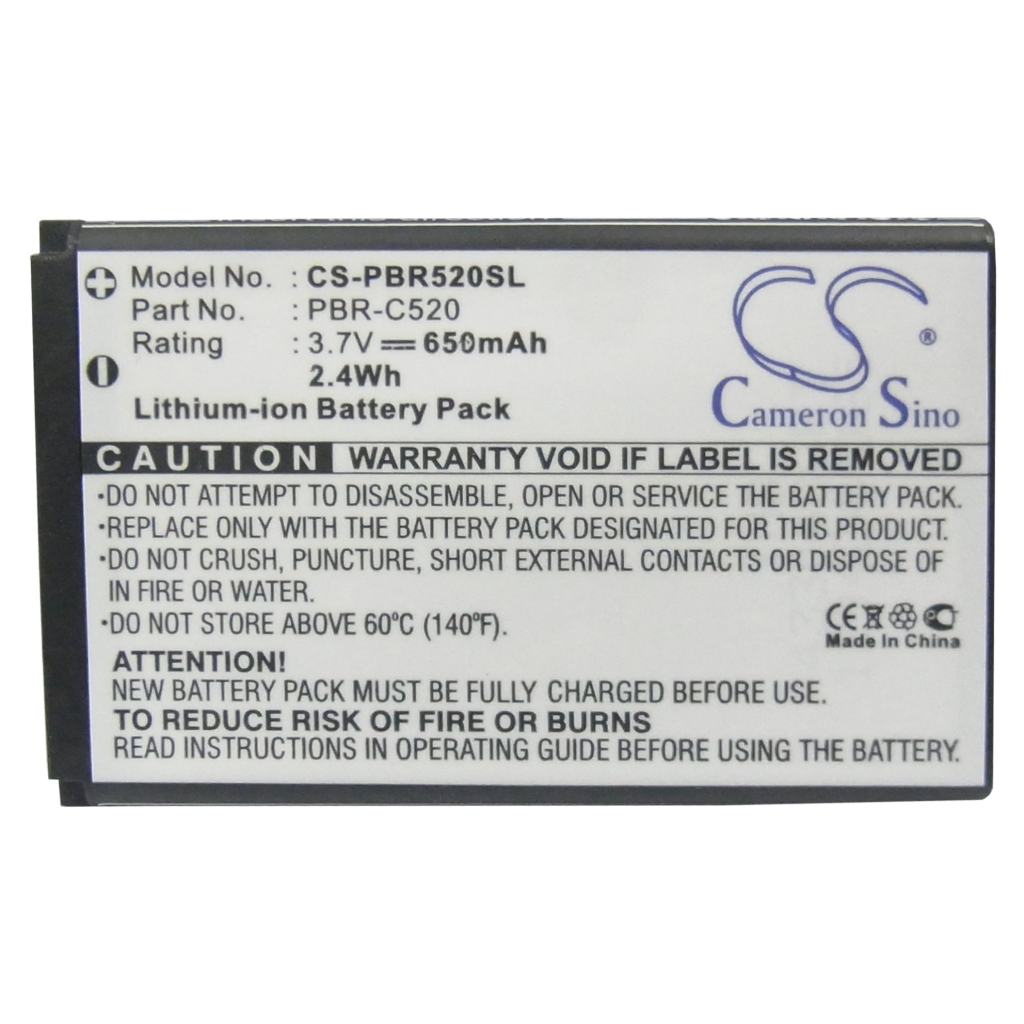 Model No. : CS-PBR520SL
Part No. : PBR-C520
Rating : 3.7V 650mAh
2.4Wh
Lithium-ion Battery Pack
CS ®
Cameron Sino
CAUTION WARRANTY VOID IF LABEL IS REMOVED
·DO NOT ATTEMPT TO DISASSEMBLE, OPEN OR SERVICE THE BATTERY PACK.
·REPLACE ONLY WITH THE BATTERY PACK DESIGNATED FOR THIS PRODUCT.
·DO NOT CRUSH, PUNCTURE, SHORT EXTERNAL CONTACTS OR DISPOSE OF
IN FIRE OR WATER.
·DO NOT STORE ABOVE 60°C (140°F).
CE
Made In China
ATTENTION!
NEW BATTERY PACK MUST BE FULLY CHARGED BEFORE USE.
TO REDUCE RISK OF FIRE OR BURNS
READ INSTRUCTIONS IN OPERATING GUIDE BEFORE USING THE BATTERY.